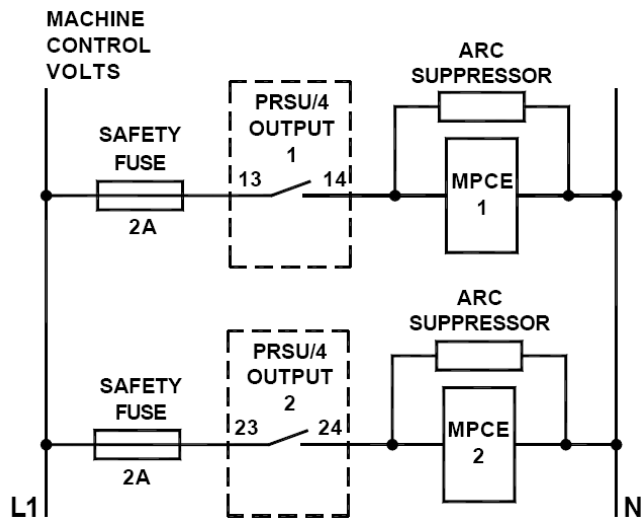 MACHINE
CONTROL
VOLTS
ARC
SUPPRESSOR
SAFETY
FUSE
2A
PRSU/4
OUTPUT
1
13 14
MPCE
1
ARC
SUPPRESSOR
SAFETY
FUSE
2A
PRSU/4
OUTPUT
2
23 24
MPCE
2
L1
N